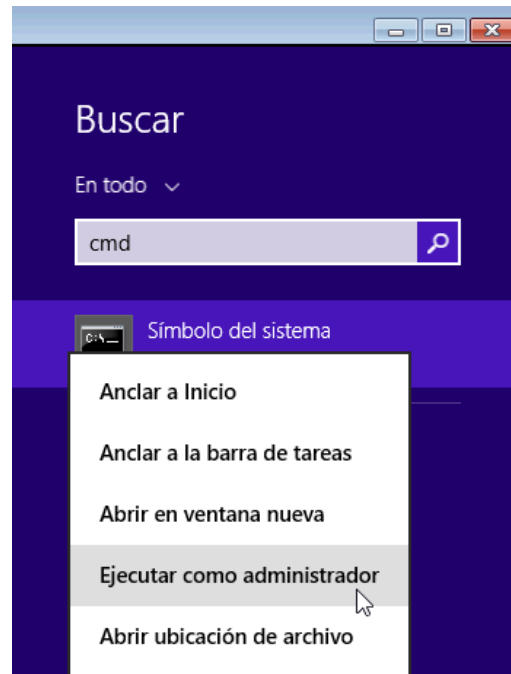 Buscar
En todo
cmd
Símbolo del sistema
Anclar a Inicio
Anclar a la barra de tareas
Abrir en ventana nueva
Ejecutar como administrador
Abrir ubicación de archivo